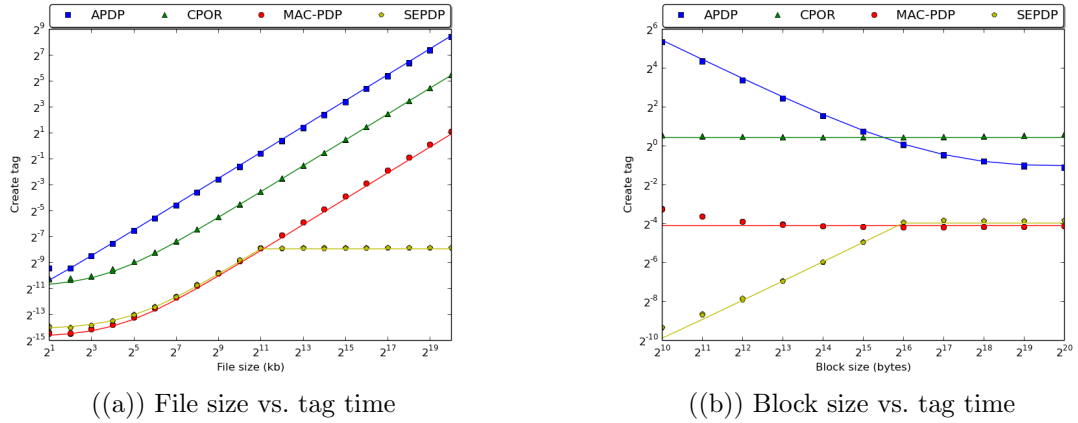 APDP CPOR MAC-PDP SEPDP
2^9
2^7
2^5
2^3
2^1
2^-1
2^-3
2^-5
2^-7
2^-9
2^-11
2^-13
2^-15
Create tag
2^1 2^3 2^5 2^7 2^9 2^11 2^13 2^15 2^17 2^19
File size (kb)
((a)) File size vs. tag time
APDP CPOR MAC-PDP SEPDP
2^6
2^4
2^2
2^0
2^-2
2^-4
2^-6
2^-8
2^-10
Create tag
2^10 2^11 2^12 2^13 2^14 2^15 2^16 2^17 2^18 2^19 2^20
Block size (bytes)
((b)) Block size vs. tag time